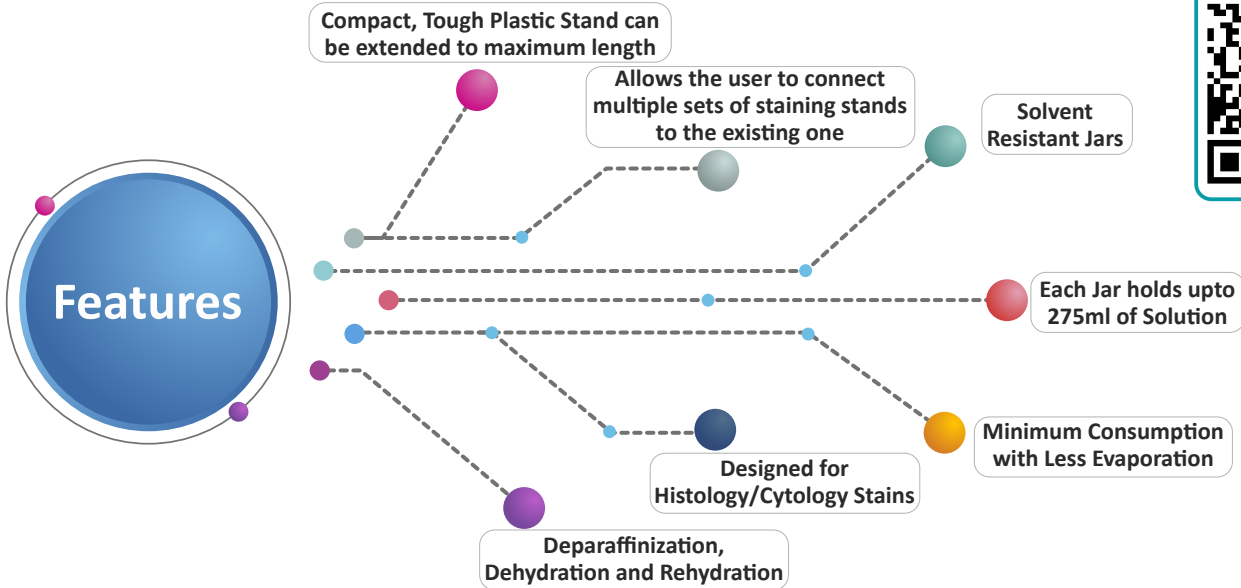 Compact, Tough Plastic Stand can
be extended to maximum length
Allows the user to connect
multiple sets of staining stands
to the existing one
Solvent
Resistant Jars
Features
Each Jar holds upto
275ml of Solution
Minimum Consumption
with Less Evaporation
Designed for
Histology/Cytology Stains
Deparaffinization,
Dehydration and Rehydration